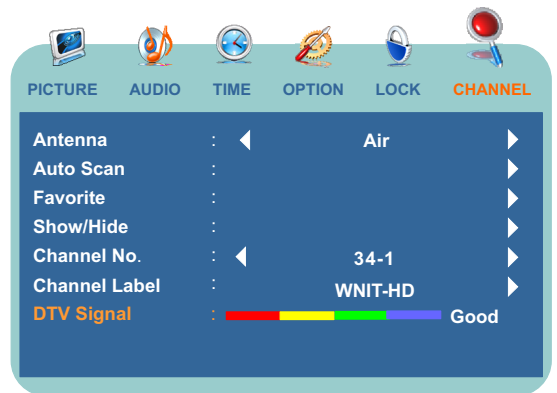 PICTURE AUDIO TIME OPTION LOCK CHANNEL
Antenna : Air
Auto Scan :
Favorite :
Show/Hide :
Channel No. : 34-1
Channel Label : WNIT-HD
DTV Signal : Good